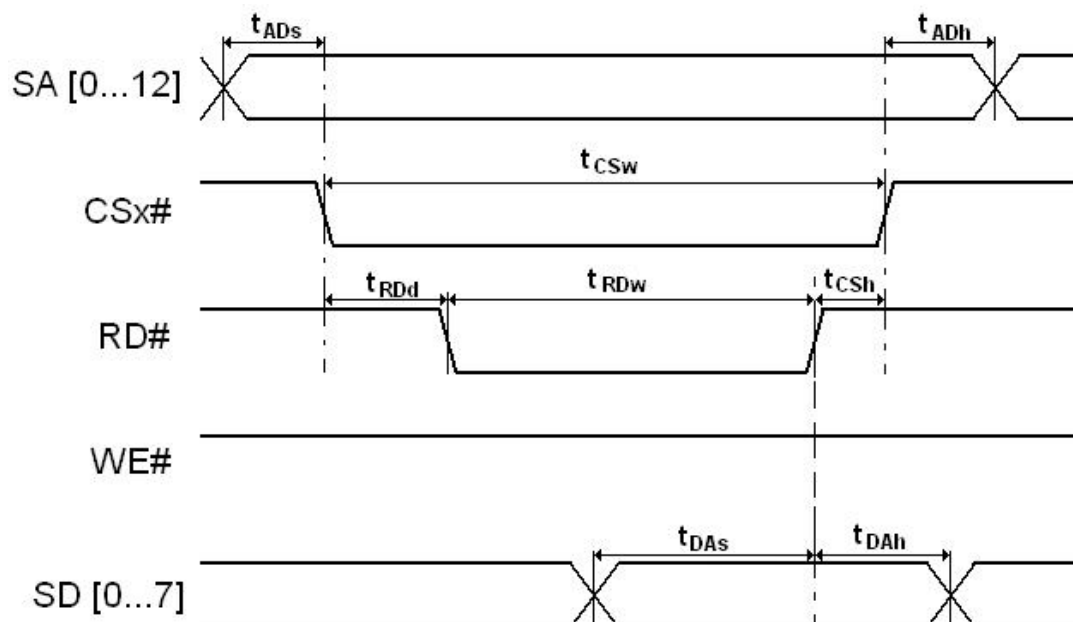 tADs
tADh
SA [0...12]
tCSw
CSx#
tRDd
tRDw
tCSh
RD#
WE#
tDAs
tDAh
SD [0...7]